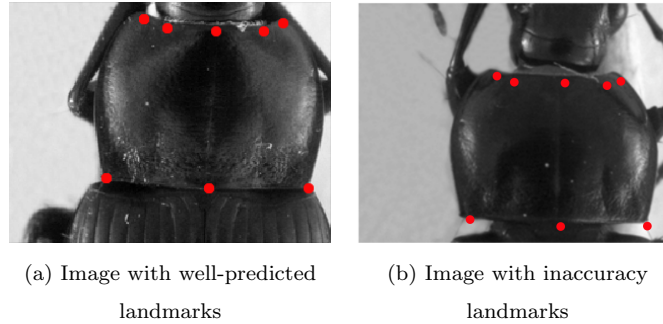 (a) Image with well-predicted
landmarks
(b) Image with inaccuracy
landmarks